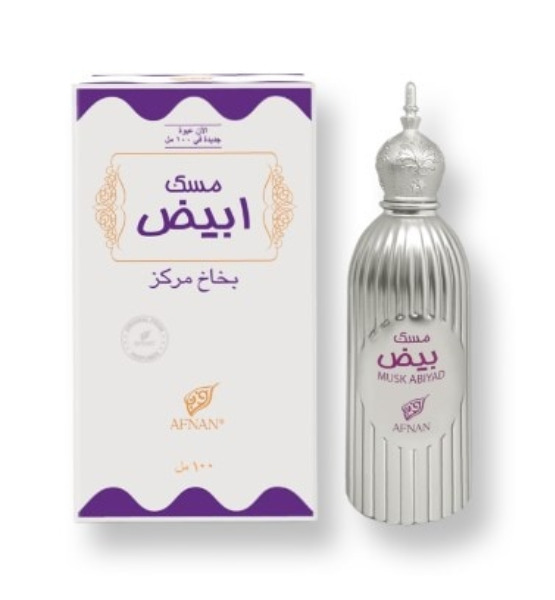 الآن عبوة
جديدة في ١٠٠ مل
مسك
ابيض
بخاخ مركز
AFNAN®
١٠٠ مل
مسك
بيض
MUSK ABIYAD
AFNAN